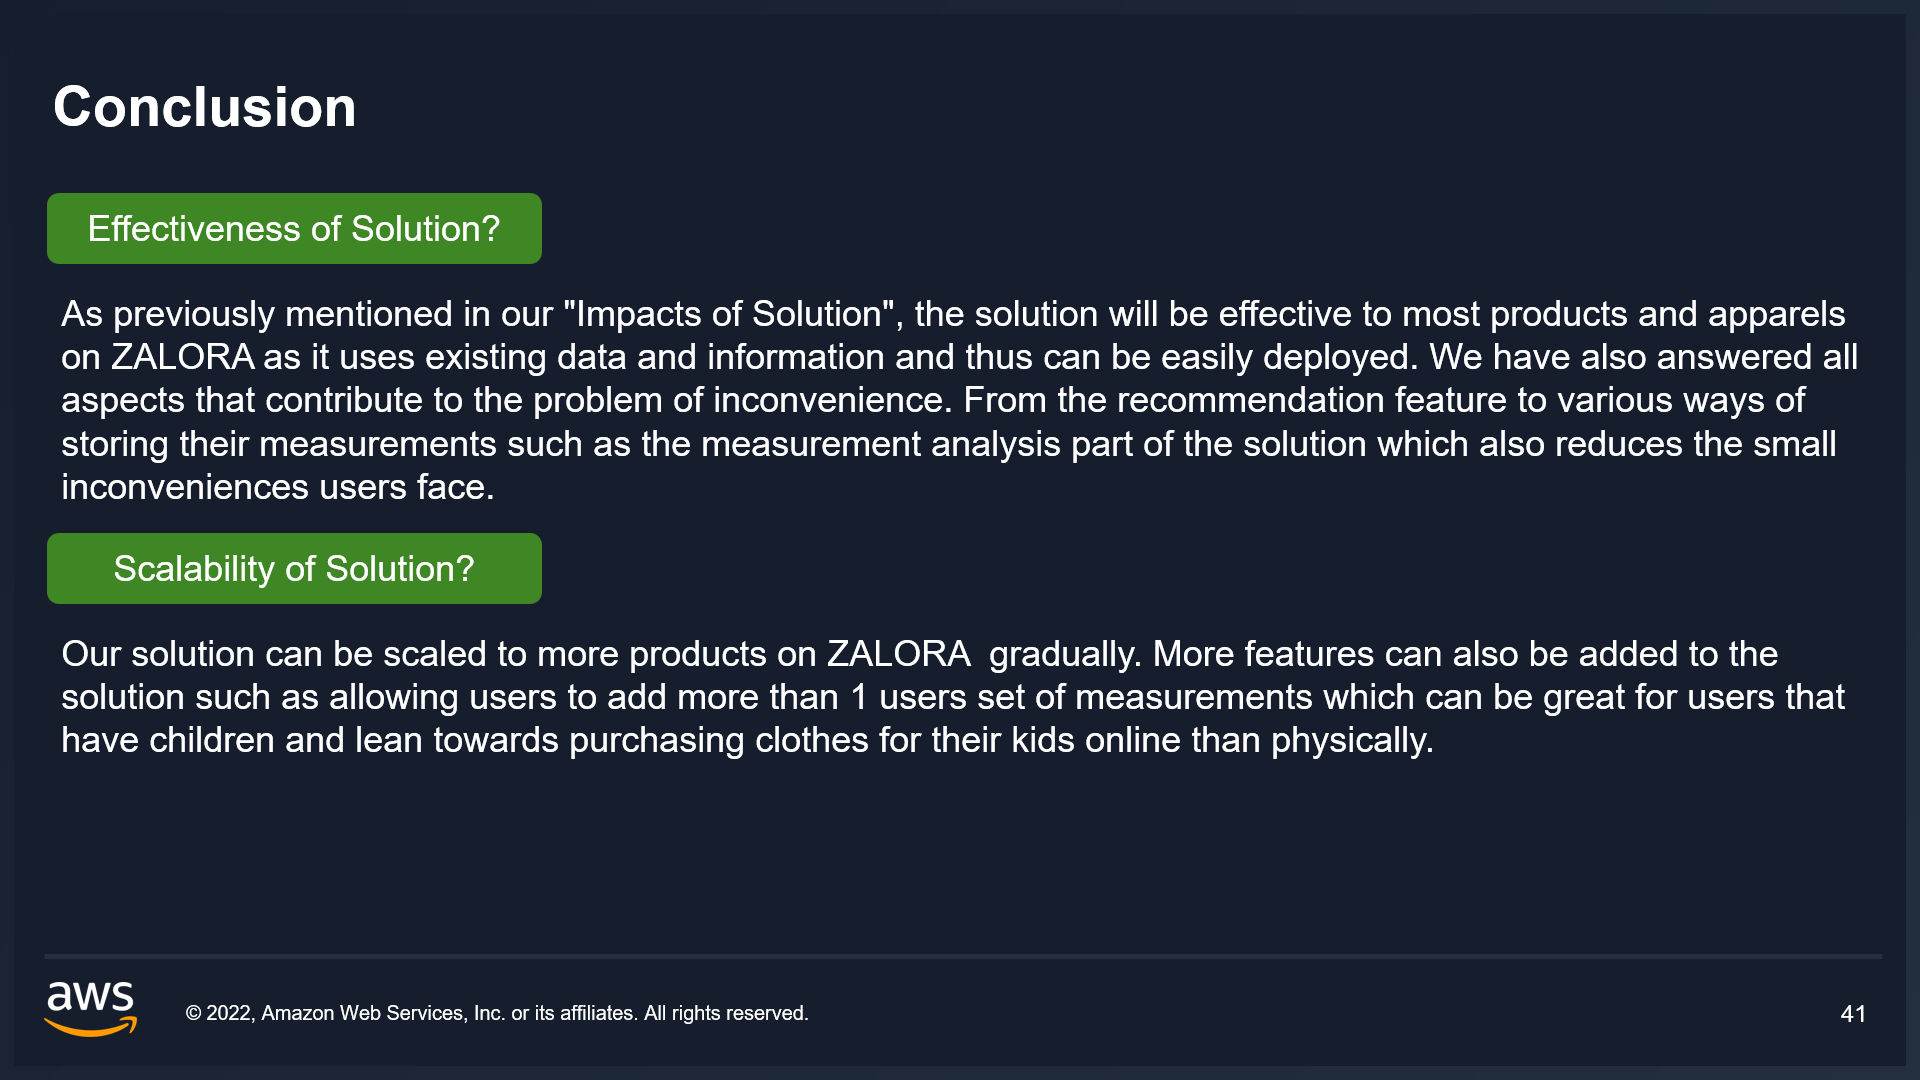 Conclusion
Effectiveness of Solution?
As previously mentioned in our "Impacts of Solution", the solution will be effective to most products and apparels
on ZALORA as it uses existing data and information and thus can be easily deployed. We have also answered all
aspects that contribute to the problem of inconvenience. From the recommendation feature to various ways of
storing their measurements such as the measurement analysis part of the solution which also reduces the small
inconveniences users face.
Scalability of Solution?
Our solution can be scaled to more products on ZALORA  gradually. More features can also be added to the
solution such as allowing users to add more than 1 users set of measurements which can be great for users that
have children and lean towards purchasing clothes for their kids online than physically.
aws
© 2022, Amazon Web Services, Inc. or its affiliates. All rights reserved.
41